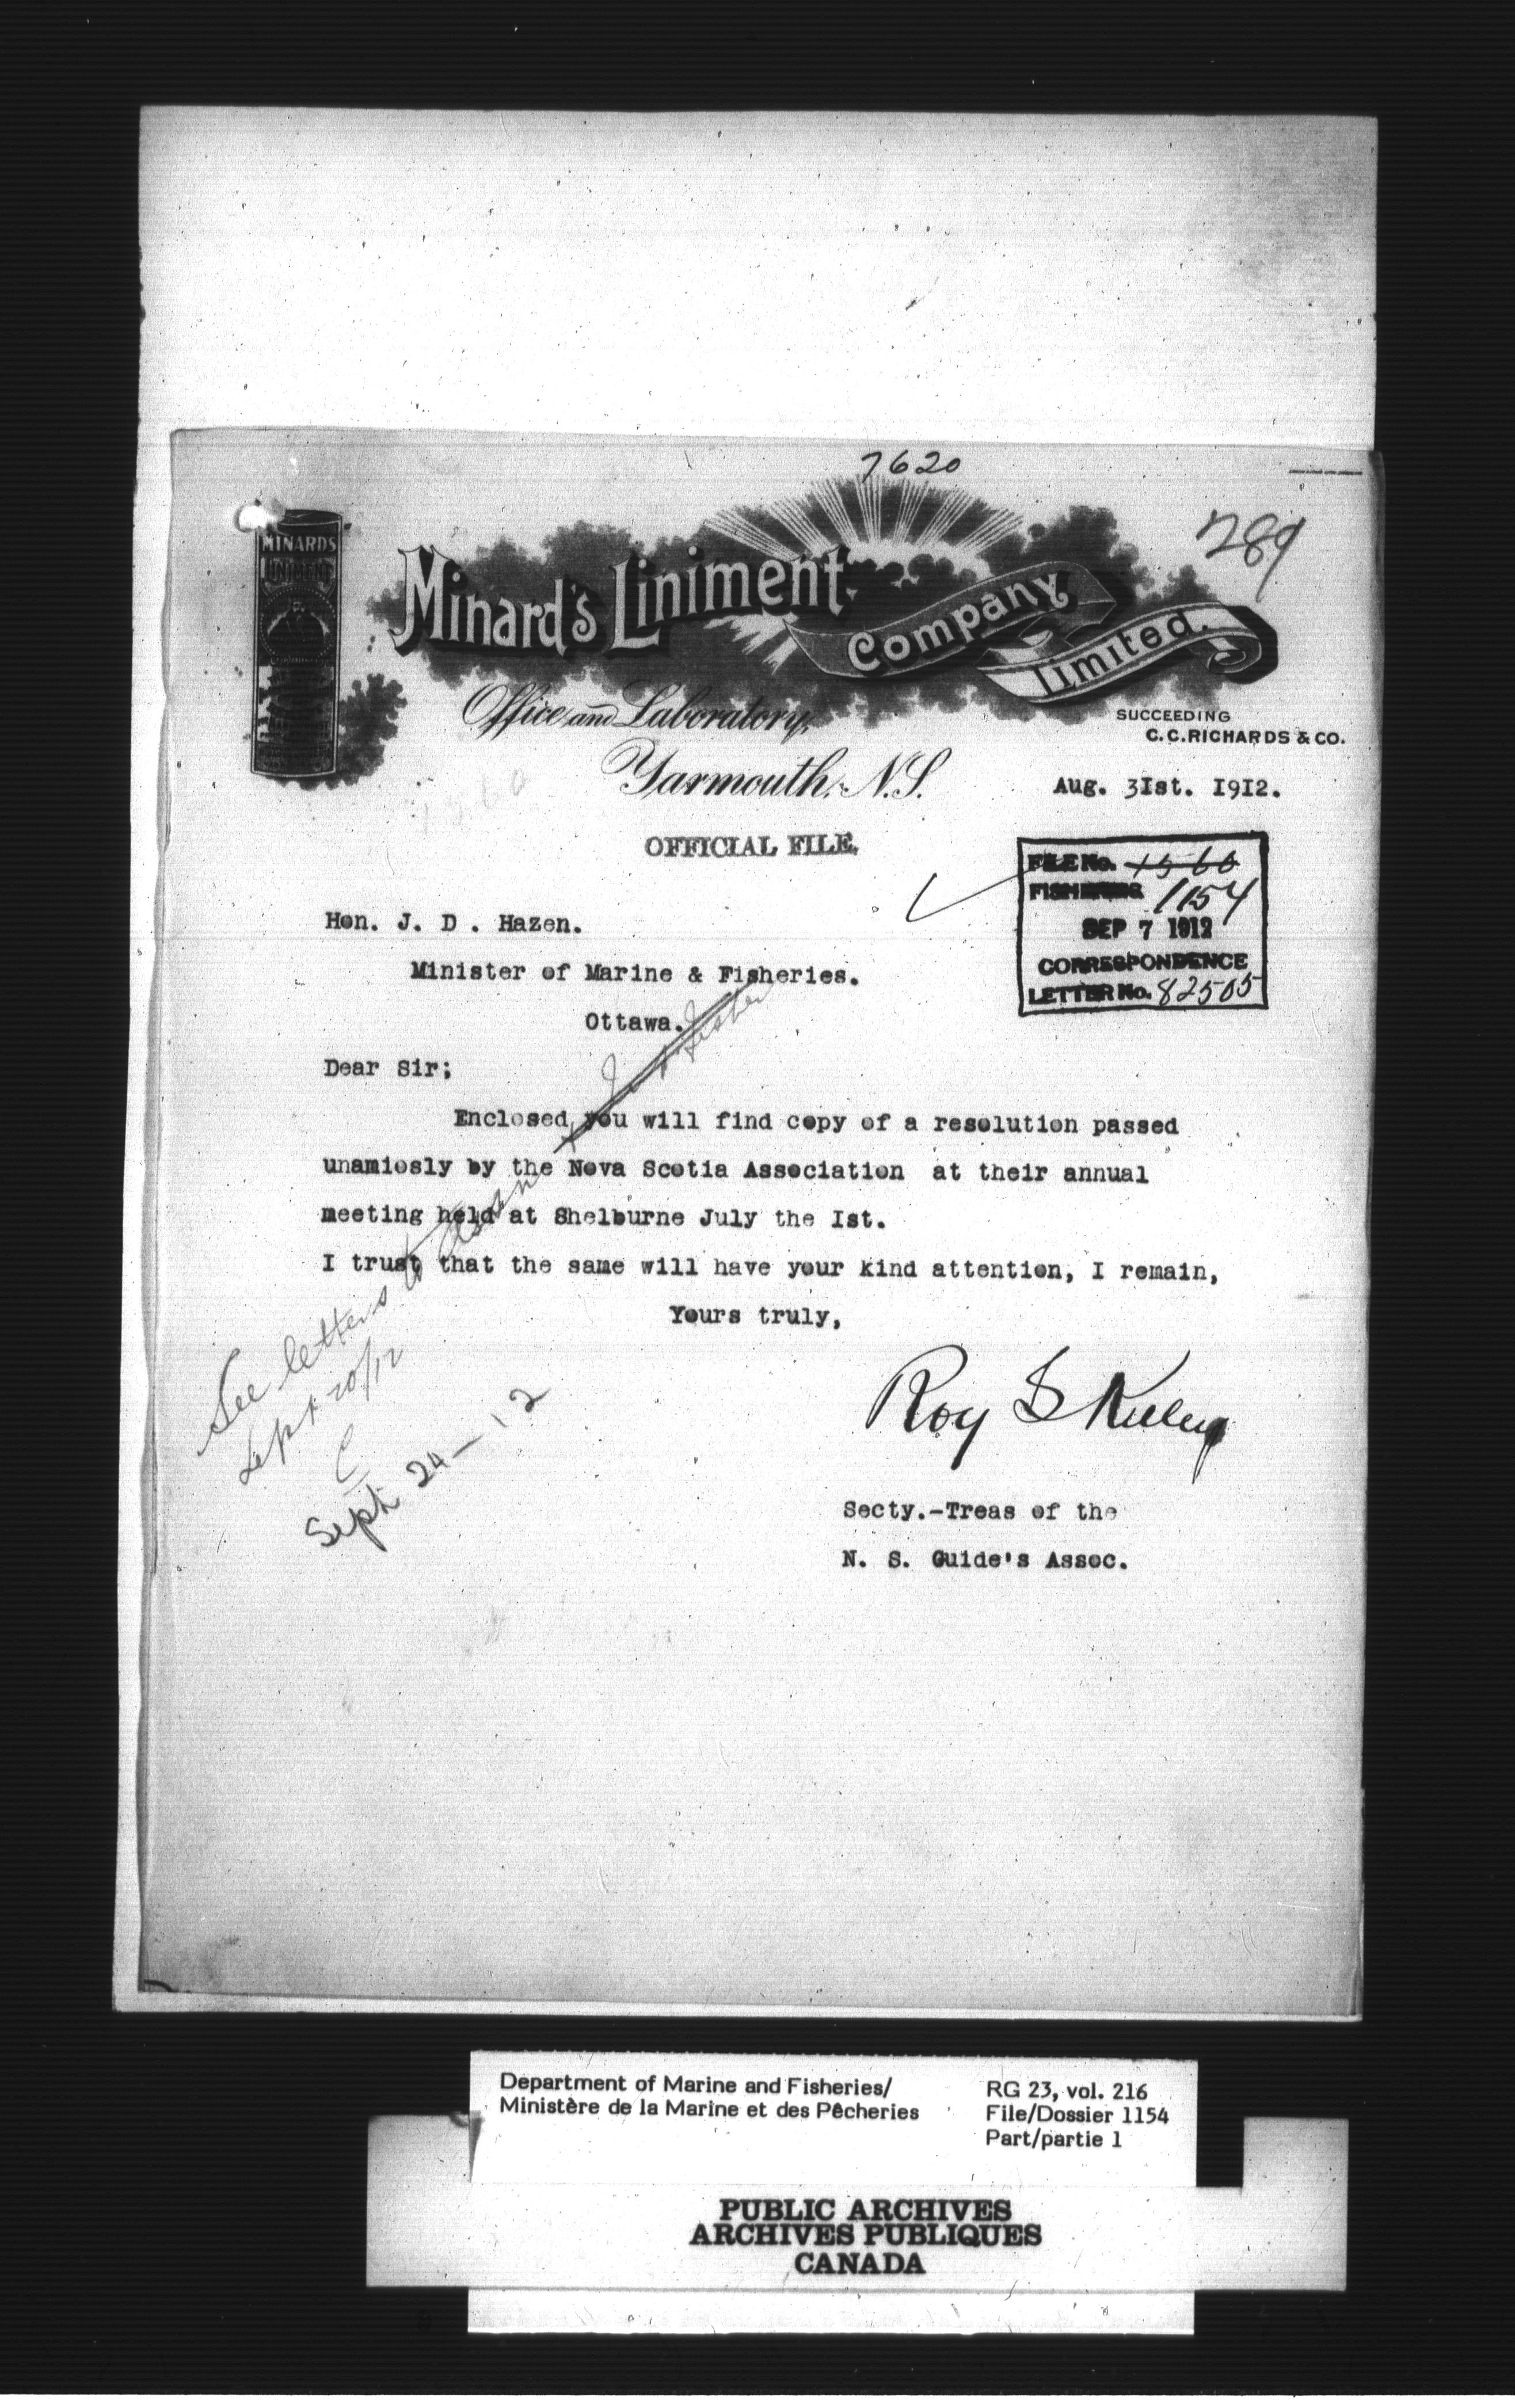 7620
789
MINARDS
LINIMENT
Minard's Liniment
Company
Limited.
Office and Laboratory,
SUCCEEDING
C.C.RICHARDS & CO.
Yarmouth, N.S.
Aug. 3Ist. I9I2.
OFFICIAL FILE.
FILE No. 1560
FISHERIES 1154
SEP 7 1912
CORRESPONDENCE
LETTER No. 82505
Hon. J. D . Hazen.
Minister of Marine & Fisheries.
Ottawa.
Dear Sir;
Enclosed, you will find copy of a resolution passed
unamiosly by the Nova Scotia Association at their annual
meeting held at Shelburne July the Ist.
I trust that the same will have your kind attention, I remain,
Yours truly,
See letters
Sept 20/12
C
Sept 24-12
Roy S Kelley
Secty.-Treas of the
N. S. Guide's Assoc.
Department of Marine and Fisheries/
Ministère de la Marine et des Pêcheries
RG 23, vol. 216
File/Dossier 1154
Part/partie 1
PUBLIC ARCHIVES
ARCHIVES PUBLIQUES
CANADA